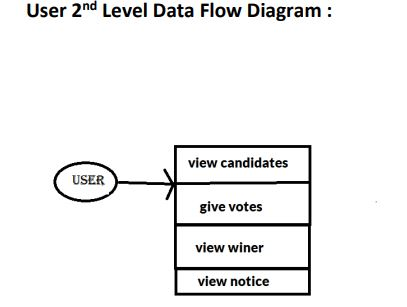 User 2nd Level Data Flow Diagram :
view candidates
USER
give votes
view winer
view notice